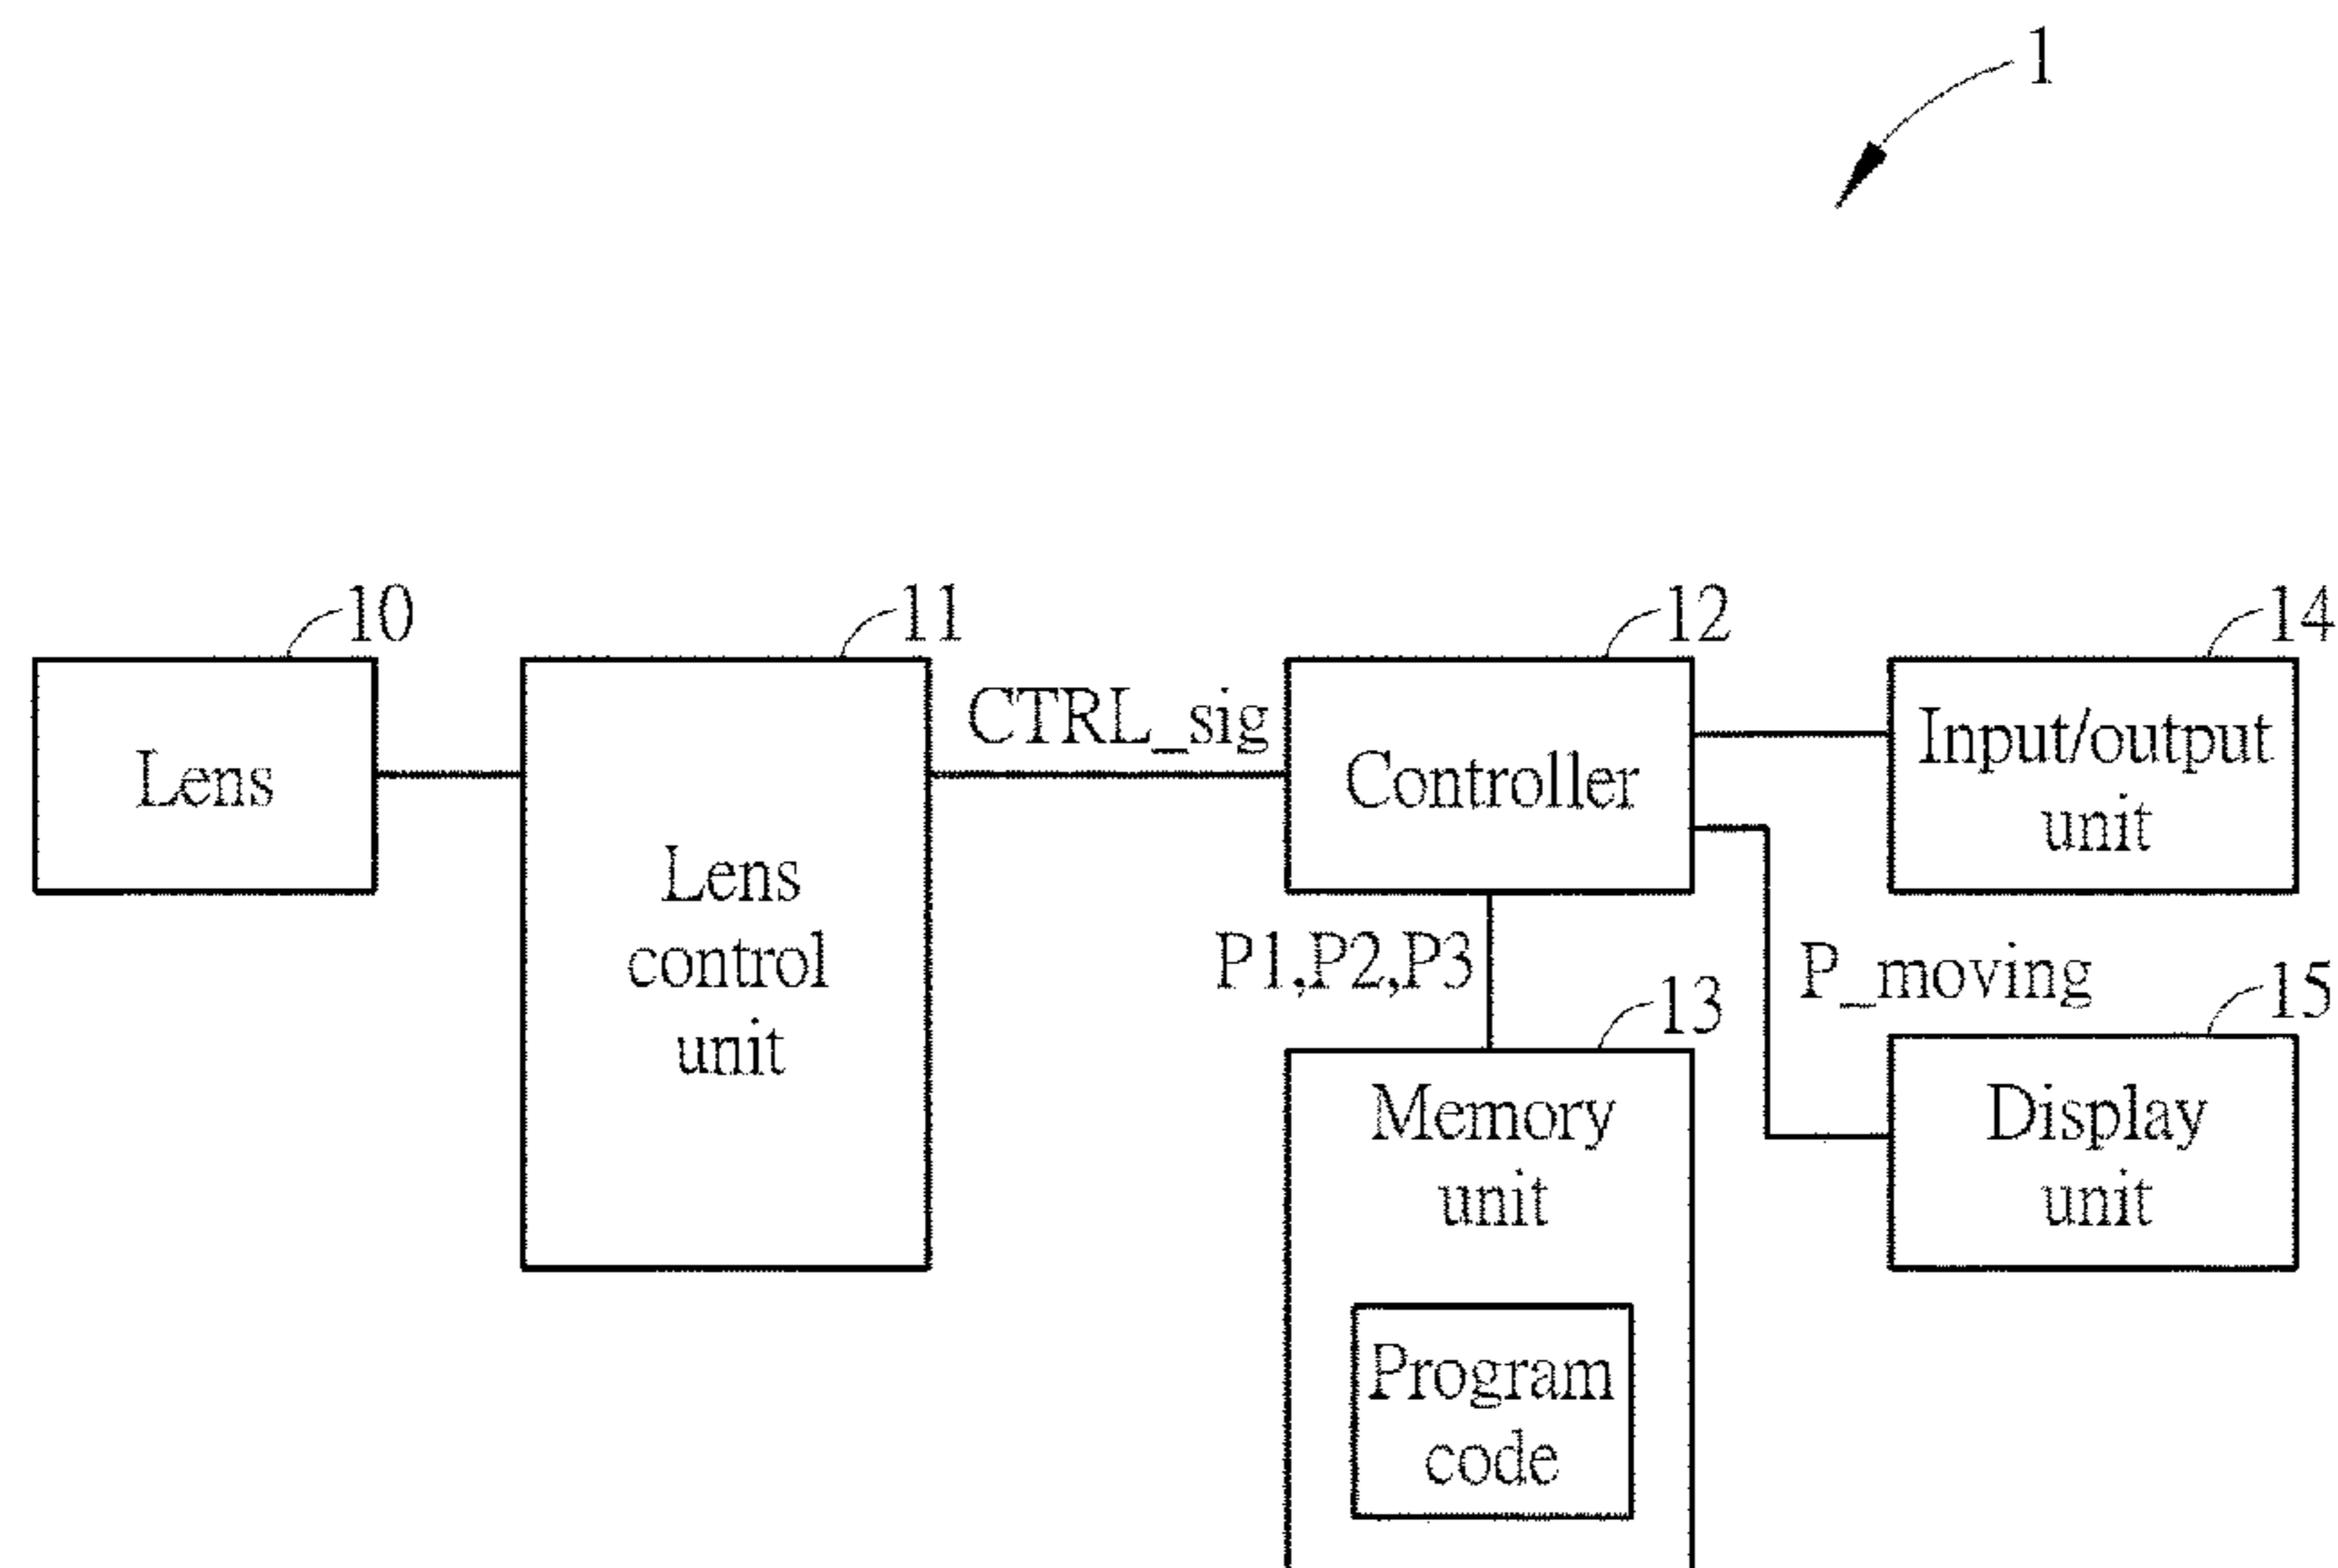 1
10
11
12
14
Lens
Lens
control
unit
CTRL_sig
Controller
Input/output
unit
P1,P2,P3
P_moving
13
15
Memory
unit
Display
unit
Program
code